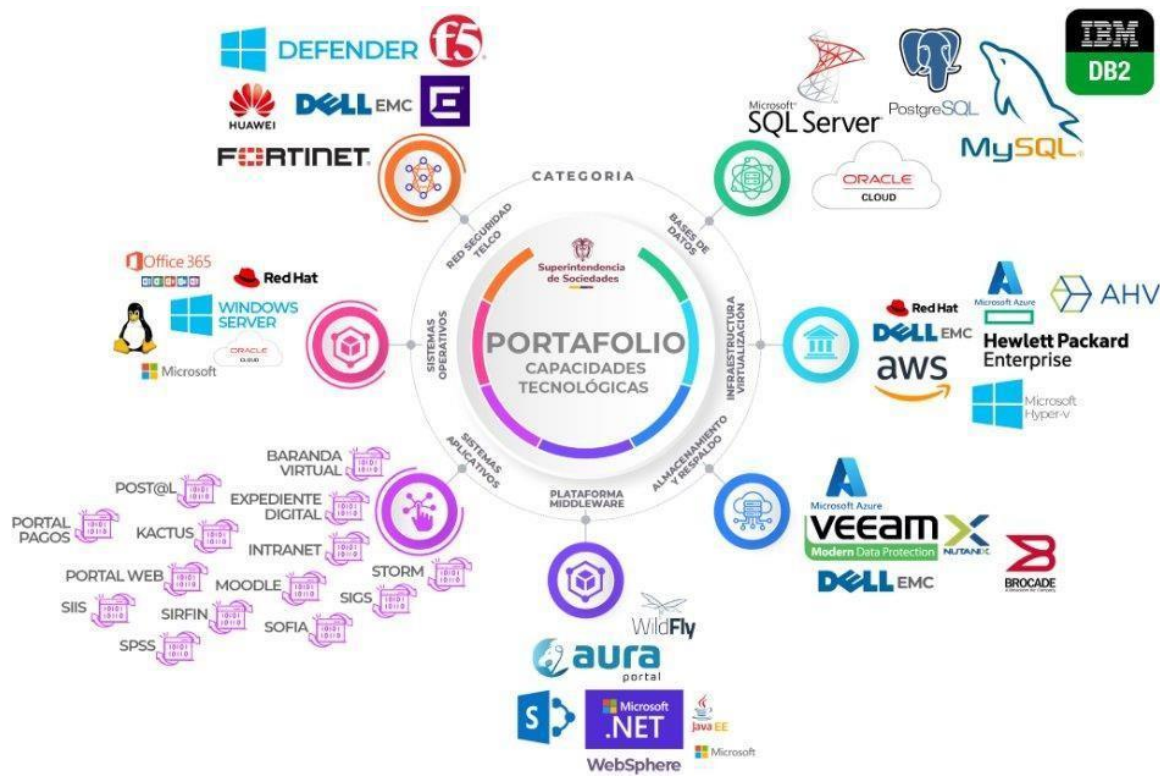 DEFENDER
f5
HUAWEI
DELL EMC
E
FORTINET
Microsoft
SQL Server
PostgreSQL
MySQL
IBM
DB2
ORACLE
CLOUD
CATEGORIA
RED SEGURIDAD
TELCO
BASES DE
DATOS
Superintendencia
de Sociedades
PORTAFOLIO
CAPACIDADES
TECNOLÓGICAS
Office 365
Red Hat
WINDOWS
SERVER
ORACLE
CLOUD
Microsoft
SISTEMAS
OPERATIVOS
INFRAESTRUCTURA
VIRTUALIZACIÓN
Red Hat
Microsoft Azure
AHV
DELL EMC
Hewlett Packard
Enterprise
aws
Microsoft
Hyper-v
SISTEMAS
APLICATIVOS
BARANDA
VIRTUAL
POST@L
EXPEDIENTE
DIGITAL
PORTAL
PAGOS
KACTUS
INTRANET
STORM
PORTAL WEB
MOODLE
SIGS
SIIS
SIRFIN
SOFIA
SPSS
PLATAFORMA
MIDDLEWARE
WildFly
aura
portal
S
Microsoft
.NET
Java EE
Microsoft
WebSphere
ALMACENAMIENTO
Y RESPALDO
Microsoft Azure
veeam
Modern Data Protection
NUTANIX
DELL EMC
BROCADE